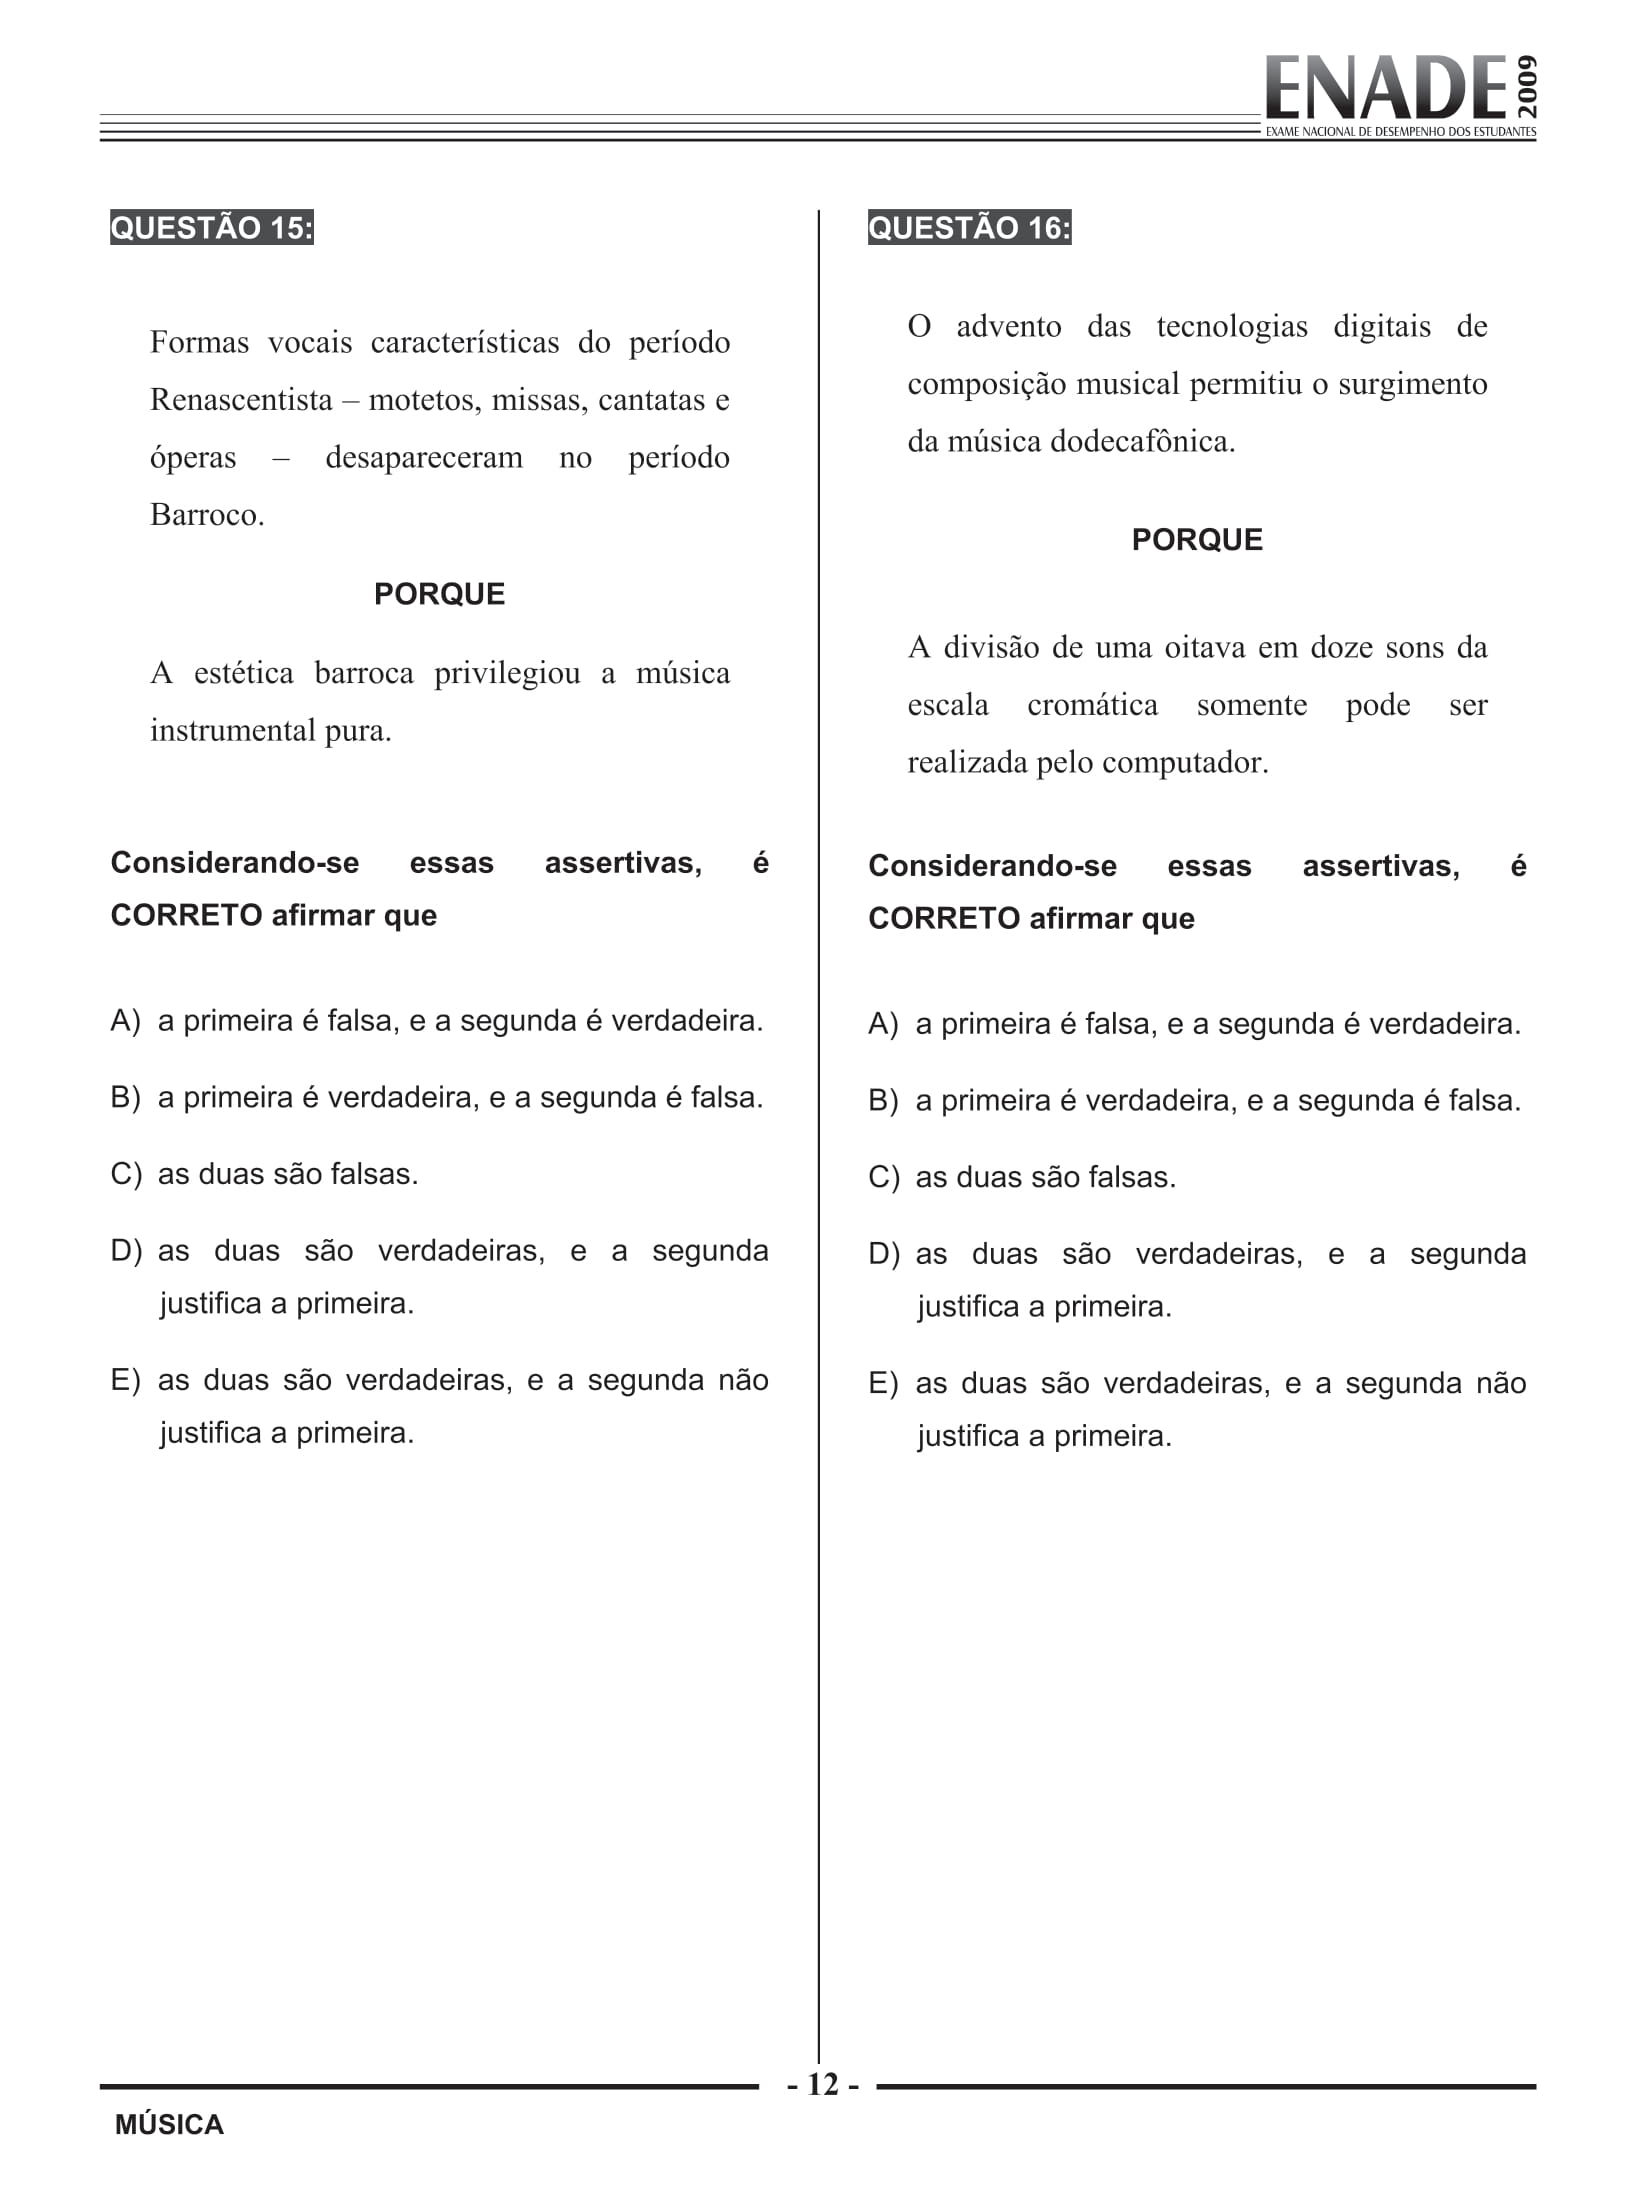 ENADE 2009
EXAME NACIONAL DE DESEMPENHO DOS ESTUDANTES
QUESTÃO 15:
Formas vocais características do período
Renascentista – motetos, missas, cantatas e
óperas – desapareceram no período
Barroco.
PORQUE
A estética barroca privilegiou a música
instrumental pura.
Considerando-se essas assertivas, é
CORRETO afirmar que
A) a primeira é falsa, e a segunda é verdadeira.
B) a primeira é verdadeira, e a segunda é falsa.
C) as duas são falsas.
D) as duas são verdadeiras, e a segunda
justifica a primeira.
E) as duas são verdadeiras, e a segunda não
justifica a primeira.
QUESTÃO 16:
O advento das tecnologias digitais de
composição musical permitiu o surgimento
da música dodecafônica.
PORQUE
A divisão de uma oitava em doze sons da
escala cromática somente pode ser
realizada pelo computador.
Considerando-se essas assertivas, é
CORRETO afirmar que
A) a primeira é falsa, e a segunda é verdadeira.
B) a primeira é verdadeira, e a segunda é falsa.
C) as duas são falsas.
D) as duas são verdadeiras, e a segunda
justifica a primeira.
E) as duas são verdadeiras, e a segunda não
justifica a primeira.
- 12 -
MÚSICA